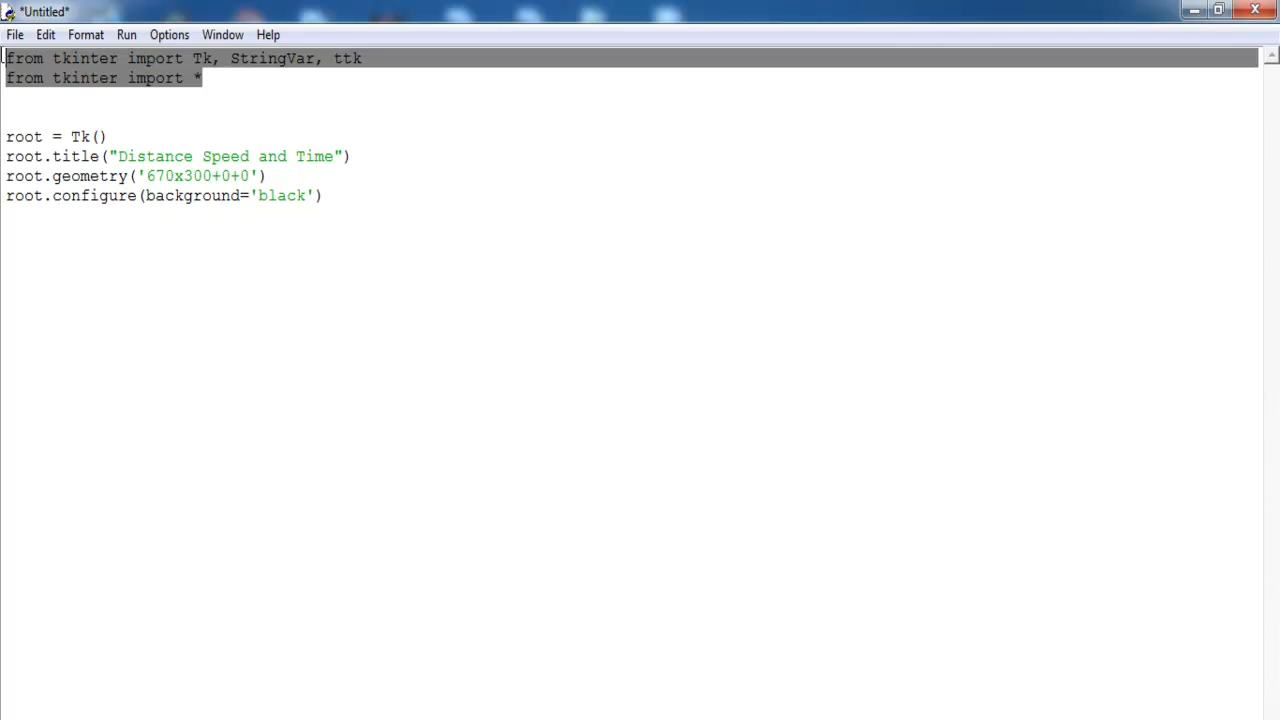 *Untitled*
File Edit Format Run Options Window Help
from tkinter import Tk, StringVar, ttk
from tkinter import *
root = Tk()
root.title("Distance Speed and Time")
root.geometry('670x300+0+0')
root.configure(background='black')